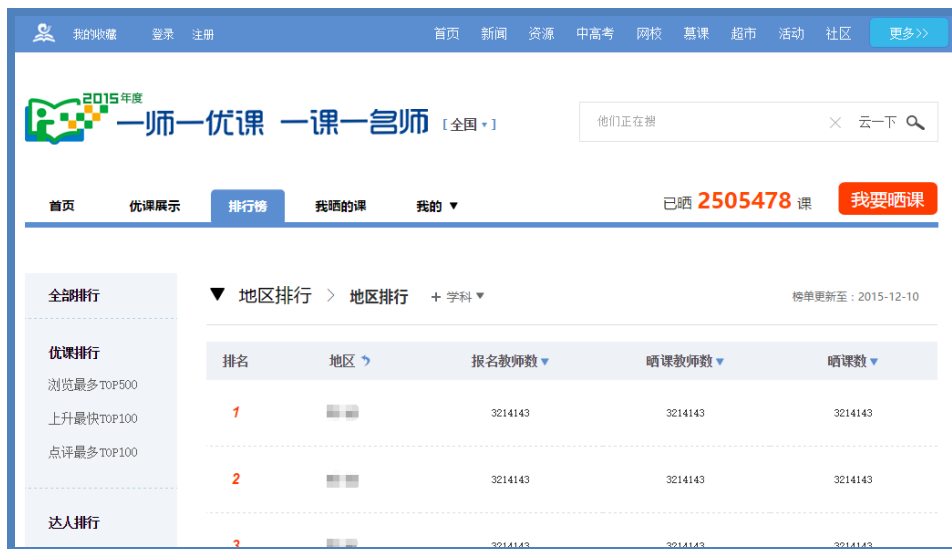 我的收藏 登录 注册 首页 新闻 资源 中高考 网校 慕课 超市 活动 社区 更多>>
2015年度
一师一优课 一课一名师 [全国▾]
他们正在搜 云一下
首页 优课展示 排行榜 我晒的课 我的 ▼ 已晒 2505478 课 我要晒课
全部排行 ▼ 地区排行 > 地区排行 + 学科▼ 榜单更新至：2015-12-10
优课排行
浏览最多TOP500
上升最快TOP100
点评最多TOP100
达人排行
排名 地区 报名教师数▼ 晒课教师数▼ 晒课数▼
1 3214143 3214143 3214143
2 3214143 3214143 3214143
3 3214143 3214143 3214143